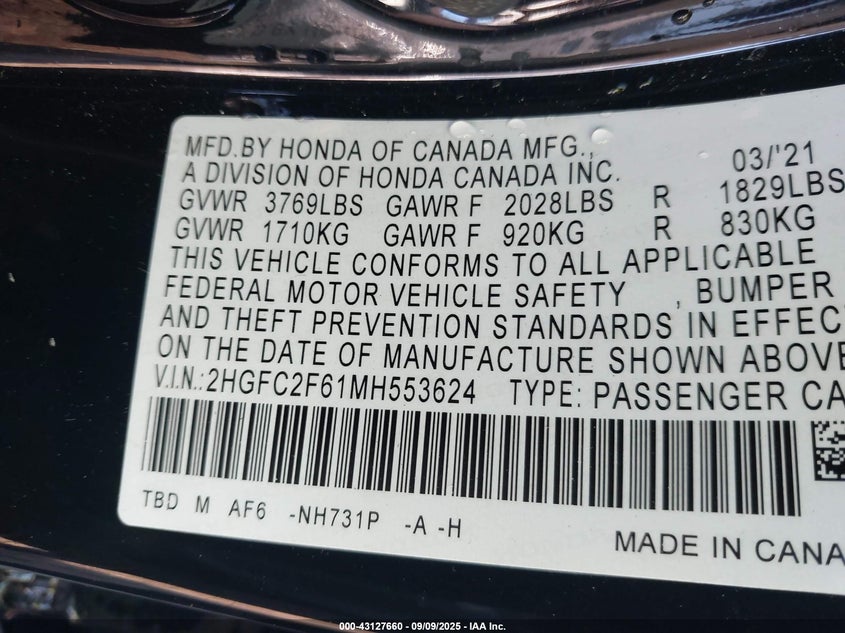 MFD.BY HONDA OF CANADA MFG., 03/'21
A DIVISION OF HONDA CANADA INC.
GVWR 3769LBS GAWR F 2028LBS R 1829LBS
GVWR 1710KG GAWR F 920KG R 830KG
THIS VEHICLE CONFORMS TO ALL APPLICABLE
FEDERAL MOTOR VEHICLE SAFETY , BUMPER
AND THEFT PREVENTION STANDARDS IN EFFEC
ON THE DATE OF MANUFACTURE SHOWN ABOVE
V.I.N.:2HGFC2F61MH553624 TYPE: PASSENGER CA
TBD M AF6 -NH731P -A -H
MADE IN CANA
000-43127660 - 09/09/2025 - IAA Inc.